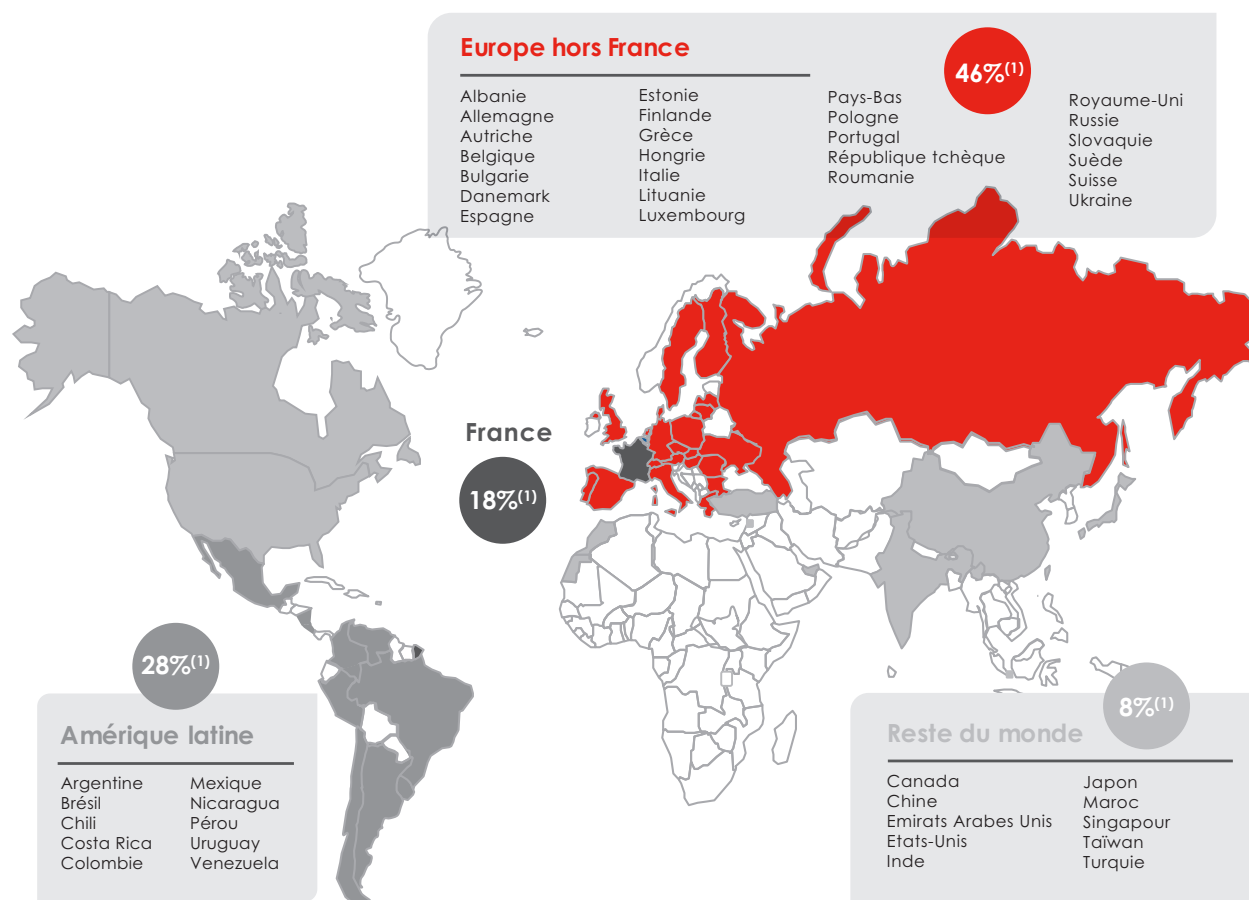 Europe hors France
46%(1)
Albanie
Allemagne
Autriche
Belgique
Bulgarie
Danemark
Espagne
Estonie
Finlande
Grèce
Hongrie
Italie
Lituanie
Luxembourg
Pays-Bas
Pologne
Portugal
République tchèque
Roumanie
Royaume-Uni
Russie
Slovaquie
Suède
Suisse
Ukraine
France
18%(1)
28%(1)
Amérique latine
Argentine
Brésil
Chili
Costa Rica
Colombie
Mexique
Nicaragua
Pérou
Uruguay
Venezuela
8%(1)
Reste du monde
Canada
Chine
Emirats Arabes Unis
Etats-Unis
Inde
Japon
Maroc
Singapour
Taïwan
Turquie